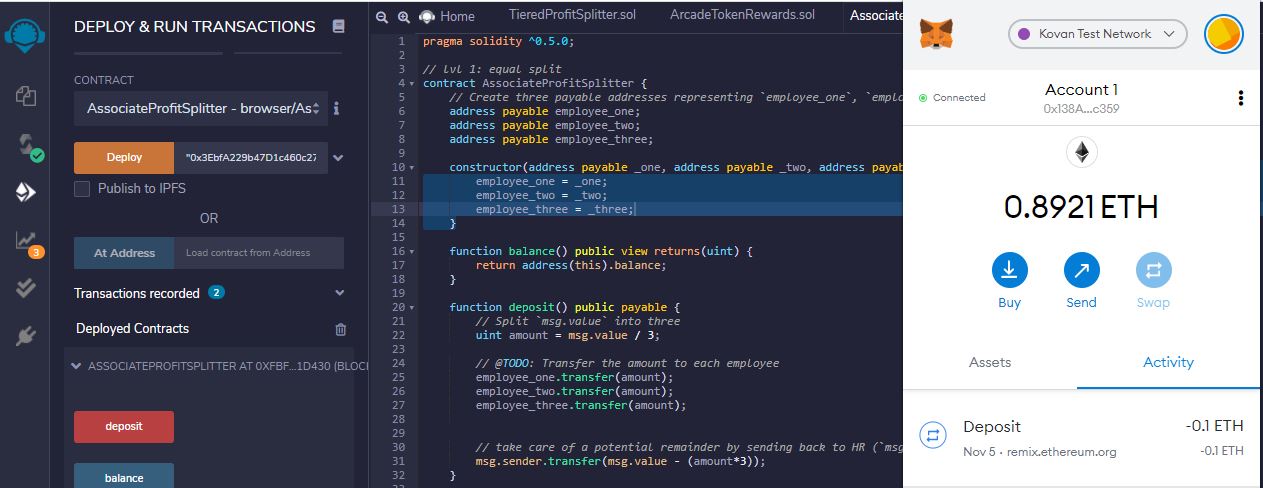 DEPLOY & RUN TRANSACTIONS
CONTRACT
AssociateProfitSplitter - browser/As
Deploy
"0x3EbfA229b47D1c460c27
Publish to IPFS
OR
At Address
Load contract from Address
Transactions recorded 2
Deployed Contracts
ASSOCIATEPROFITSPLITTER AT 0XFBF...1D430 (BLOC
deposit
balance
3
Home
TieredProfitSplitter.sol
ArcadeTokenRewards.sol
Associate
1 pragma solidity ^0.5.0;
2
3 // lvl 1: equal split
4 contract AssociateProfitSplitter {
5 // Create three payable addresses representing `employee_one`, `emplo
6 address payable employee_one;
7 address payable employee_two;
8 address payable employee_three;
9
10 constructor(address payable _one, address payable _two, address payab
11 employee_one = _one;
12 employee_two = _two;
13 employee_three = _three;
14 }
15
16 function balance() public view returns(uint) {
17 return address(this).balance;
18 }
19
20 function deposit() public payable {
21 // Split `msg.value` into three
22 uint amount = msg.value / 3;
23
24 // @TODO: Transfer the amount to each employee
25 employee_one.transfer(amount);
26 employee_two.transfer(amount);
27 employee_three.transfer(amount);
28
30 // take care of a potential remainder by sending back to HR (`msg
31 msg.sender.transfer(msg.value - (amount*3));
32 }
Kovan Test Network
Connected
Account 1
0x138A...c359
0.8921 ETH
Buy
Send
Swap
Assets
Activity
Deposit
-0.1 ETH
Nov 5 · remix.ethereum.org
-0.1 ETH